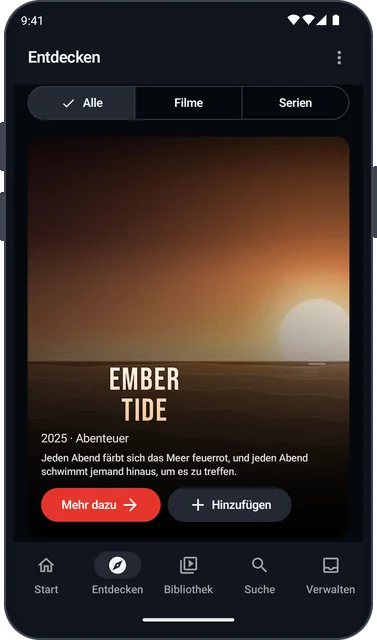 9:41
Entdecken
Alle
Filme
Serien
EMBER
TIDE
2025 · Abenteuer
Jeden Abend färbt sich das Meer feuerrot, und jeden Abend
schwimmt jemand hinaus, um es zu treffen.
Mehr dazu
Hinzufügen
Start
Entdecken
Bibliothek
Suche
Verwalten